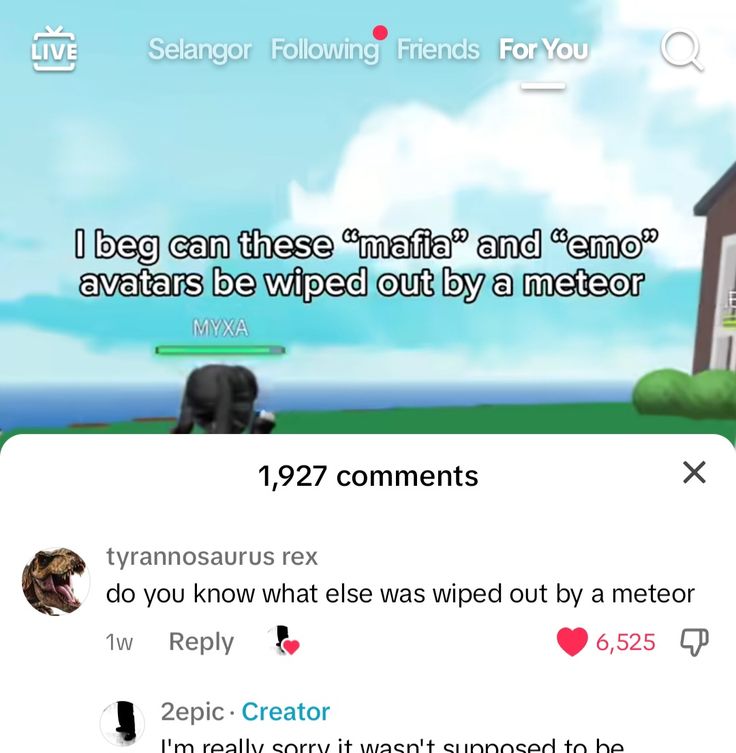 LIVE
Selangor Following Friends For You
I beg can these “mafia” and “emo”
avatars be wiped out by a meteor
MYXA
1,927 comments
tyrannosaurus rex
do you know what else was wiped out by a meteor
1w Reply 6,525
2epic · Creator
I'm really sorry it wasn't supposed to be